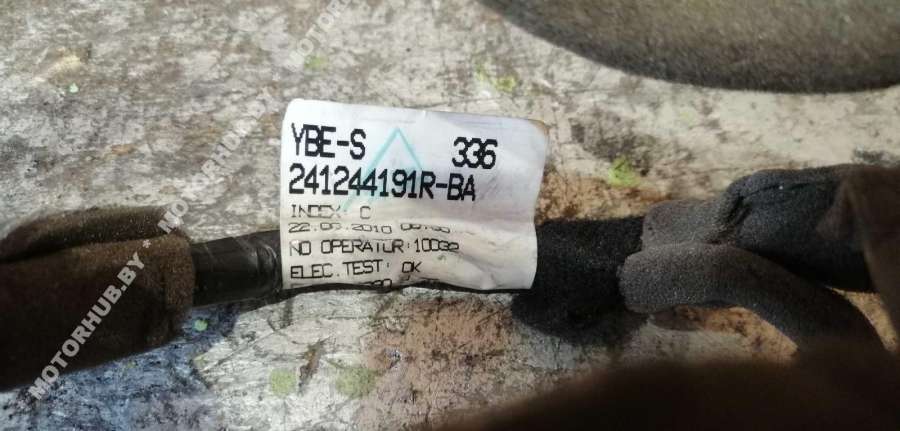 YBE-S 336
241244191R-BA
INDEX: C
NO OPERATOR:10032
ELEC.TEST: OK
MOTORHUB.BY * MOTORHUB.BY * MOTORHUB.BY